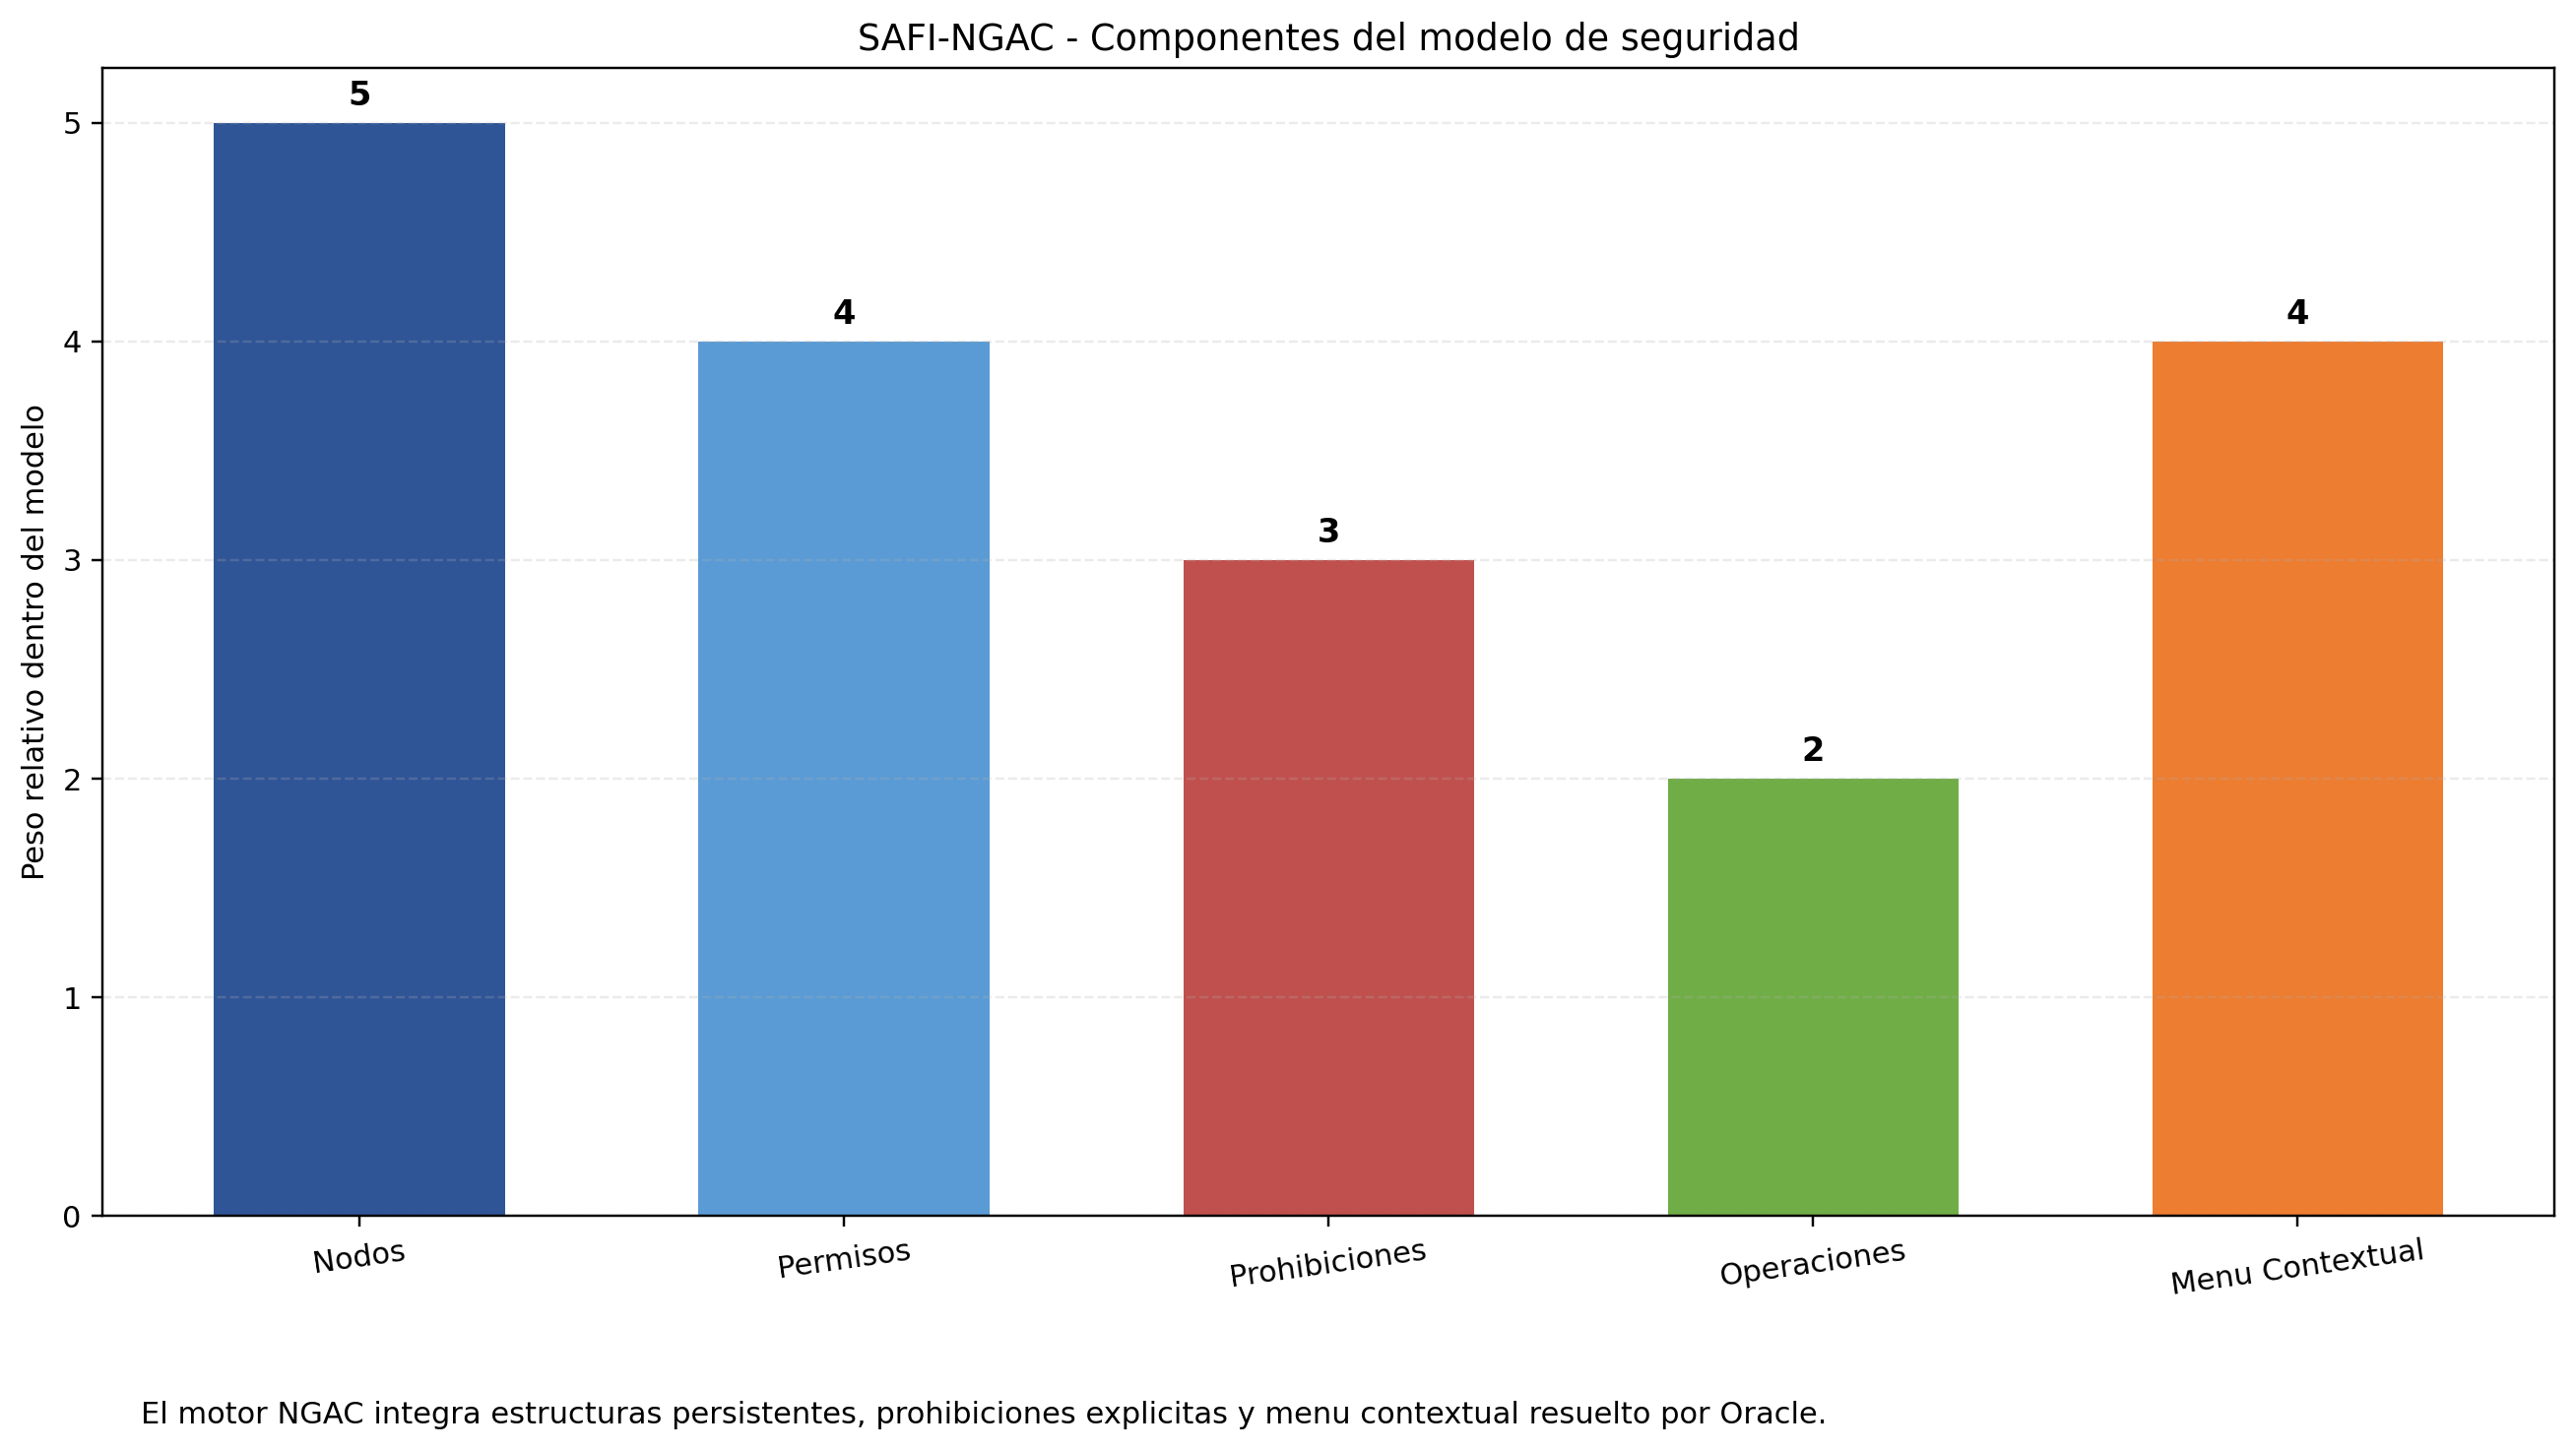 SAFI-NGAC - Componentes del modelo de seguridad
Peso relativo dentro del modelo
5
4
3
2
1
0
5
4
3
2
4
Nodos
Permisos
Prohibiciones
Operaciones
Menu Contextual
El motor NGAC integra estructuras persistentes, prohibiciones explicitas y menu contextual resuelto por Oracle.